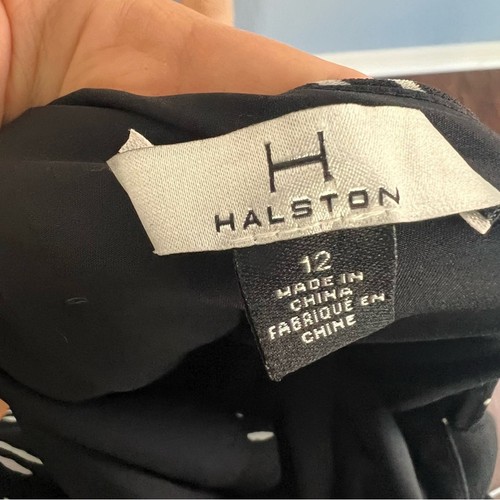 H
HALSTON
12
MADE IN
CHINA
FABRIQUÉ EN
CHINE